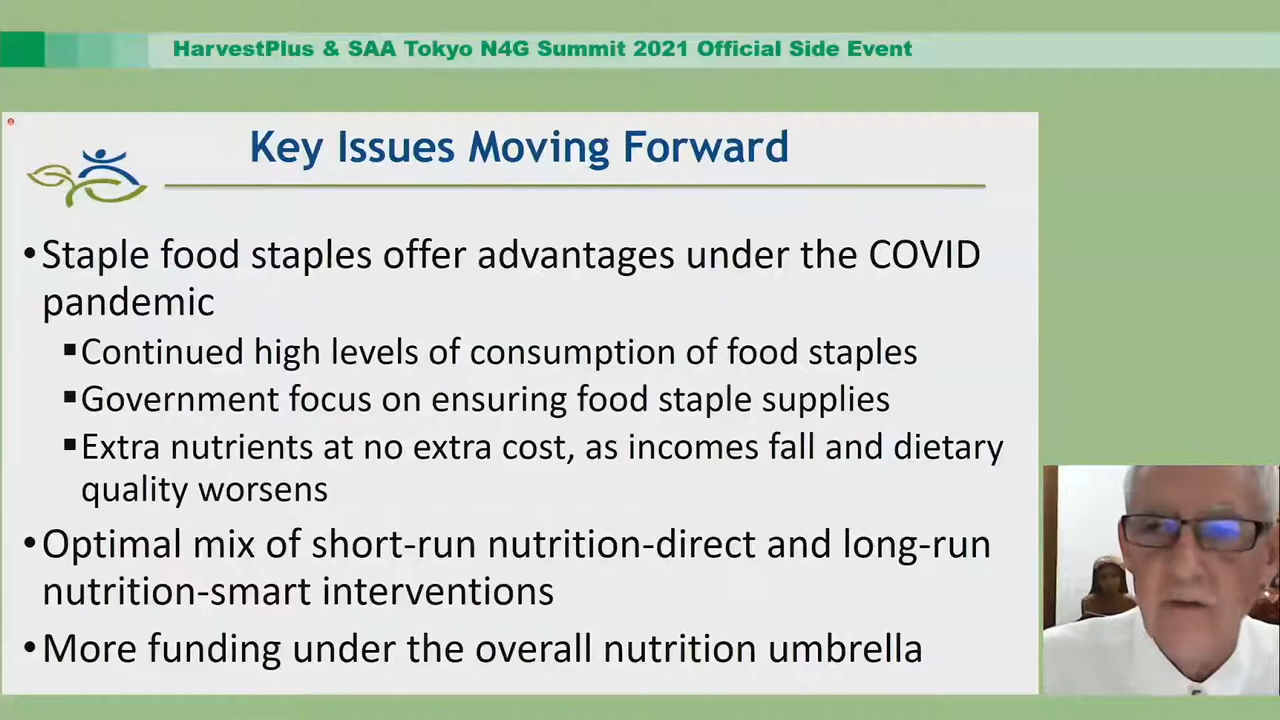 HarvestPlus & SAA Tokyo N4G Summit 2021 Official Side Event
Key Issues Moving Forward
•Staple food staples offer advantages under the COVID
pandemic
▪Continued high levels of consumption of food staples
▪Government focus on ensuring food staple supplies
▪Extra nutrients at no extra cost, as incomes fall and dietary
quality worsens
•Optimal mix of short-run nutrition-direct and long-run
nutrition-smart interventions
•More funding under the overall nutrition umbrella